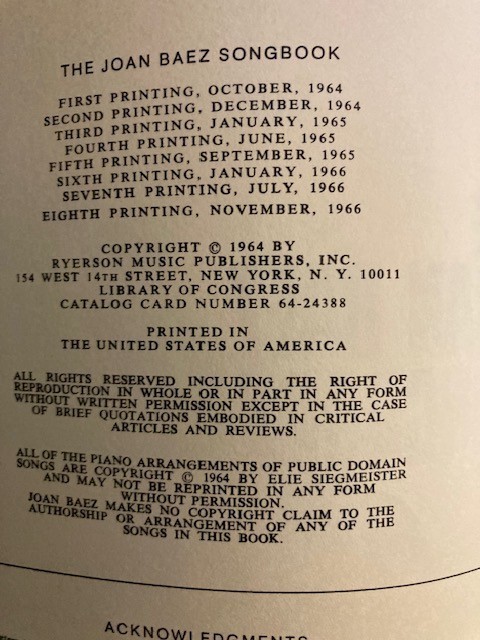 THE JOAN BAEZ SONGBOOK
FIRST PRINTING, OCTOBER, 1964
SECOND PRINTING, DECEMBER, 1964
THIRD PRINTING, JANUARY, 1965
FOURTH PRINTING, JUNE, 1965
FIFTH PRINTING, SEPTEMBER, 1965
SIXTH PRINTING, JANUARY, 1966
SEVENTH PRINTING, JULY, 1966
EIGHTH PRINTING, NOVEMBER, 1966
COPYRIGHT © 1964 BY
RYERSON MUSIC PUBLISHERS, INC.
154 WEST 14TH STREET, NEW YORK, N. Y. 10011
LIBRARY OF CONGRESS
CATALOG CARD NUMBER 64-24388
PRINTED IN
THE UNITED STATES OF AMERICA
ALL RIGHTS RESERVED INCLUDING THE RIGHT OF
REPRODUCTION IN WHOLE OR IN PART IN ANY FORM
WITHOUT WRITTEN PERMISSION EXCEPT IN THE CASE
OF BRIEF QUOTATIONS EMBODIED IN CRITICAL
ARTICLES AND REVIEWS.
ALL OF THE PIANO ARRANGEMENTS OF PUBLIC DOMAIN
SONGS ARE COPYRIGHT © 1964 BY ELIE SIEGMEISTER
AND MAY NOT BE REPRINTED IN ANY FORM
WITHOUT PERMISSION.
JOAN BAEZ MAKES NO COPYRIGHT CLAIM TO THE
AUTHORSHIP OR ARRANGEMENT OF ANY OF THE
SONGS IN THIS BOOK.
ACKNOWLEDGMENTS